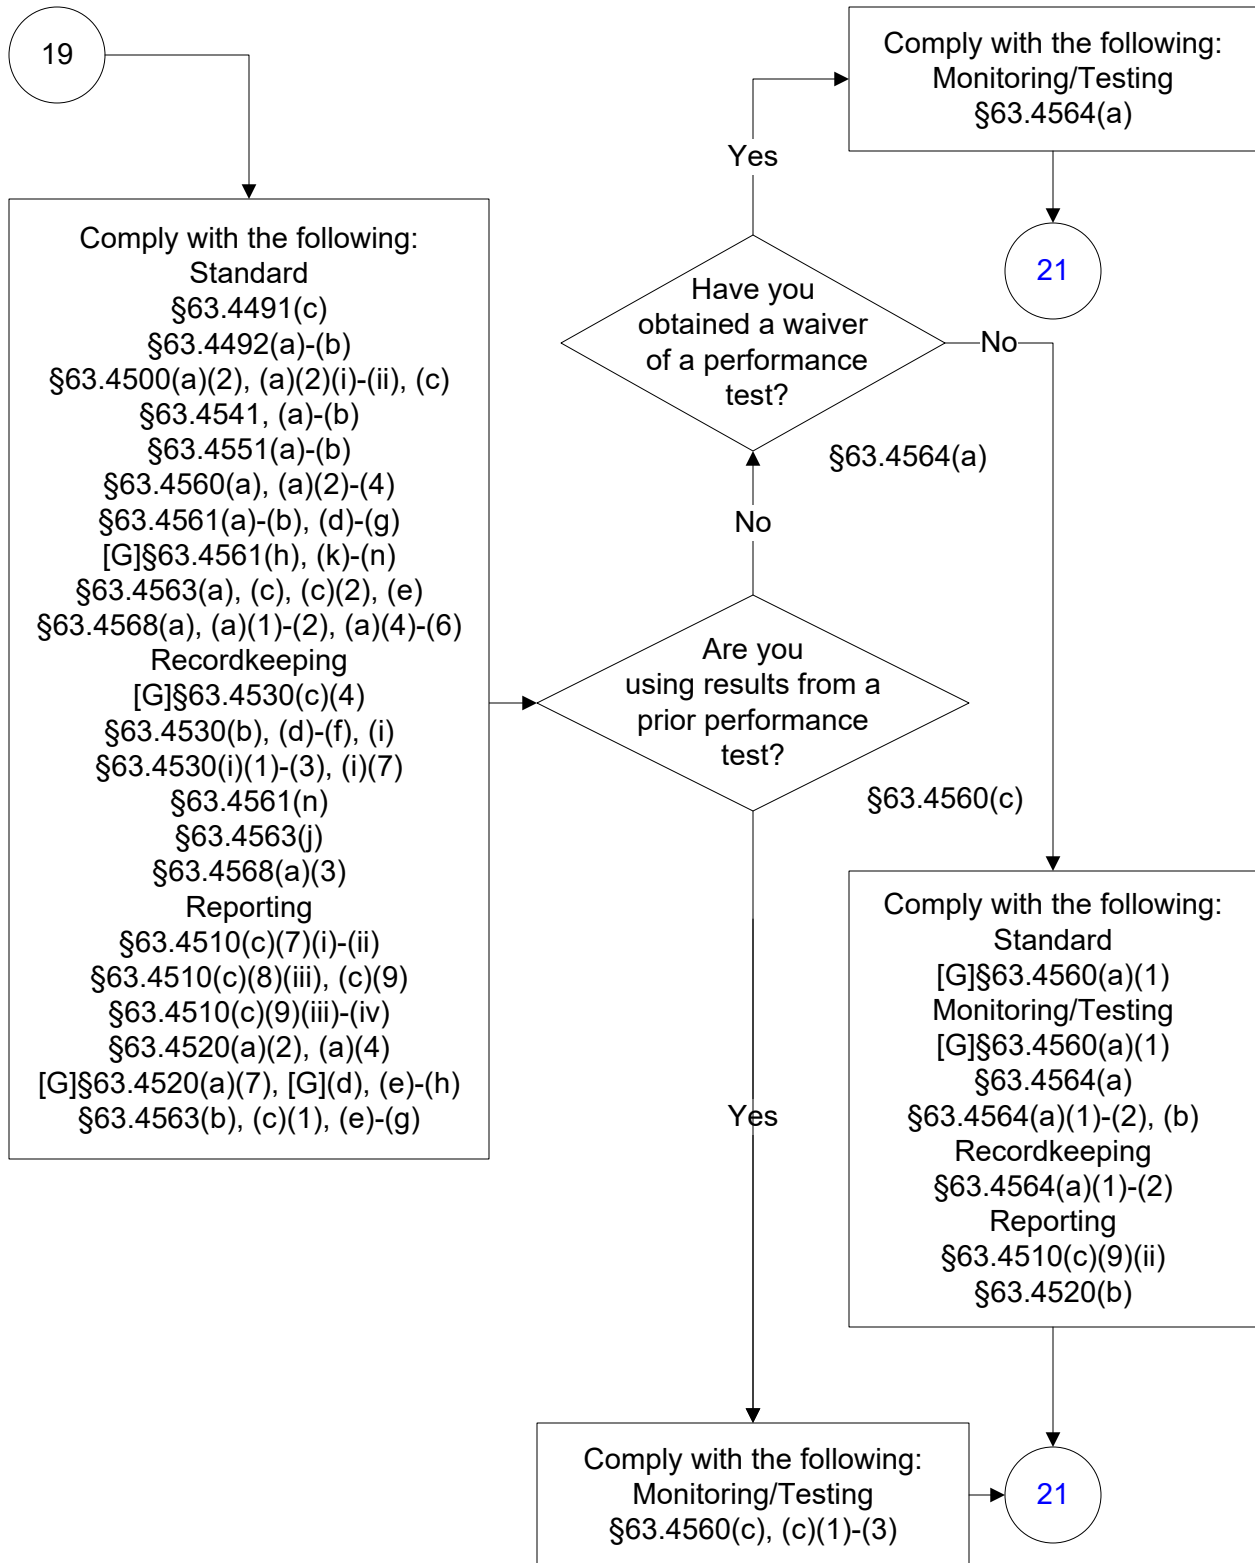 19
Comply with the following:
Standard
§63.4491(c)
§63.4492(a)-(b)
§63.4500(a)(2), (a)(2)(i)-(ii), (c)
§63.4541, (a)-(b)
§63.4551(a)-(b)
§63.4560(a), (a)(2)-(4)
§63.4561(a)-(b), (d)-(g)
[G]§63.4561(h), (k)-(n)
§63.4563(a), (c), (c)(2), (e)
§63.4568(a), (a)(1)-(2), (a)(4)-(6)
Recordkeeping
[G]§63.4530(c)(4)
§63.4530(b), (d)-(f), (i)
§63.4530(i)(1)-(3), (i)(7)
§63.4561(n)
§63.4563(j)
§63.4568(a)(3)
Reporting
§63.4510(c)(7)(i)-(ii)
§63.4510(c)(8)(iii), (c)(9)
§63.4510(c)(9)(iii)-(iv)
§63.4520(a)(2), (a)(4)
[G]§63.4520(a)(7), [G](d), (e)-(h)
§63.4563(b), (c)(1), (e)-(g)
Are you
using results from a
prior performance
test?
§63.4560(c)
No
Have you
obtained a waiver
of a performance
test?
§63.4564(a)
Yes
Comply with the following:
Monitoring/Testing
§63.4564(a)
21
No
Comply with the following:
Standard
[G]§63.4560(a)(1)
Monitoring/Testing
[G]§63.4560(a)(1)
§63.4564(a)
§63.4564(a)(1)-(2), (b)
Recordkeeping
§63.4564(a)(1)-(2)
Reporting
§63.4510(c)(9)(ii)
§63.4520(b)
Yes
Comply with the following:
Monitoring/Testing
§63.4560(c), (c)(1)-(3)
21